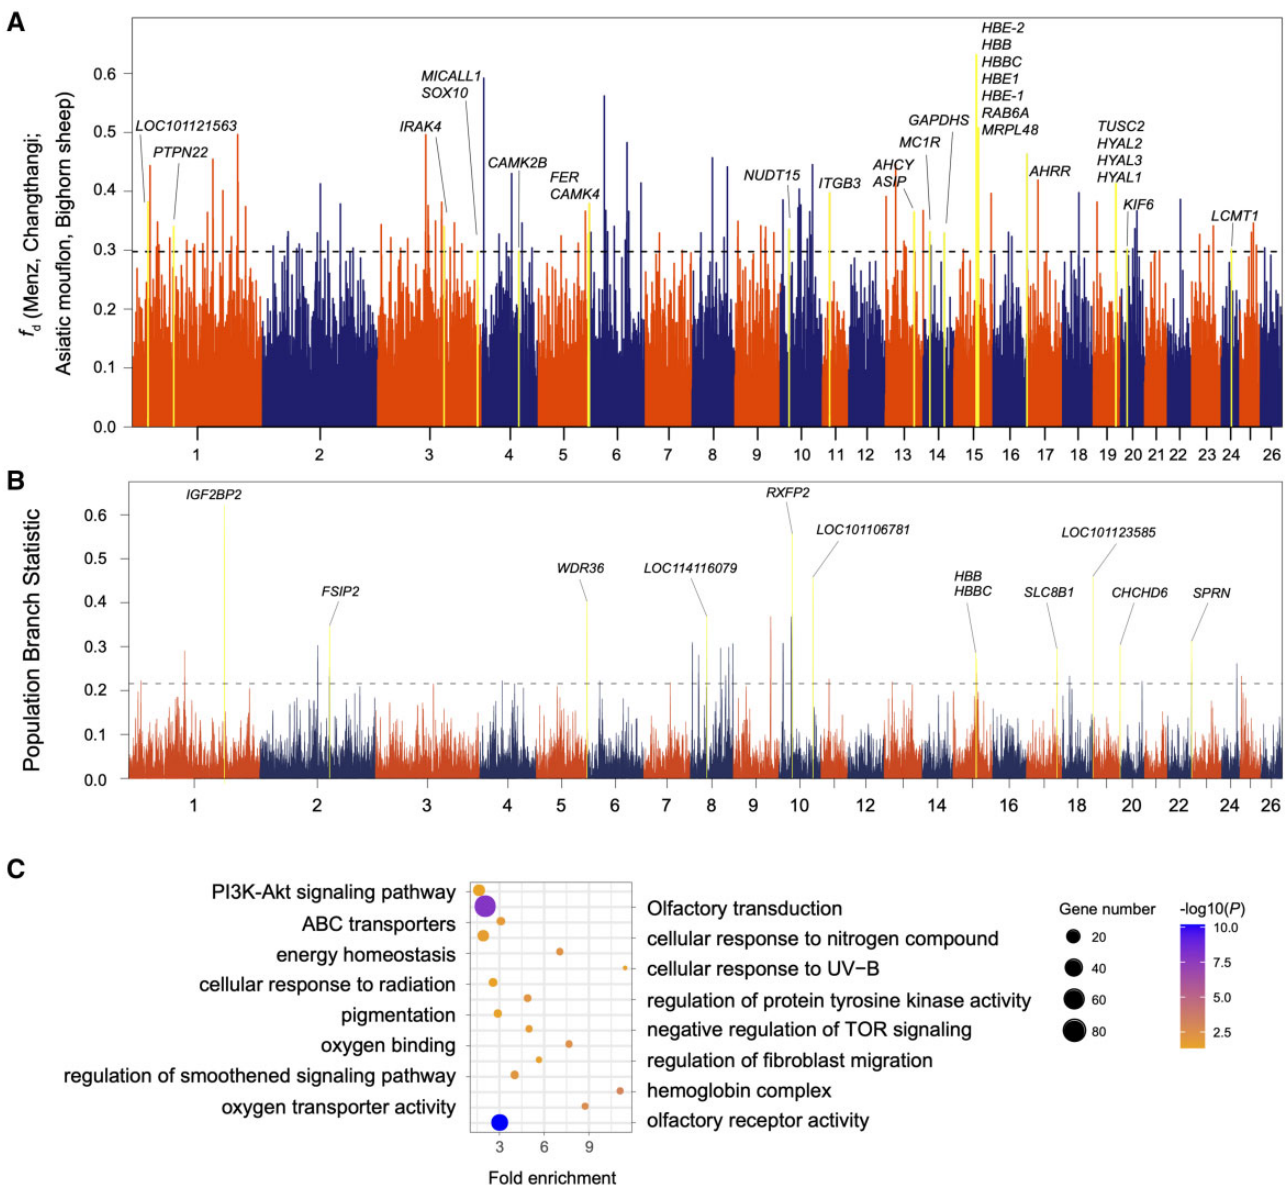 A
f_d (Menz, Changthangi;
Asiatic mouflon, Bighorn sheep)
0.6
0.5
0.4
0.3
0.2
0.1
0.0
LOC101121563
PTPN22
IRAK4
MICALL1
SOX10
CAMK2B
FER
CAMK4
NUDT15
ITGB3
AHCY
ASIP
MC1R
GAPDHS
HBE-2
HBB
HBBC
HBE1
HBE-1
RAB6A
MRPL48
AHRR
TUSC2
HYAL2
HYAL3
HYAL1
KIF6
LCMT1
1 2 3 4 5 6 7 8 9 10 11 12 13 14 15 16 17 18 19 20 21 22 23 24 26
B
Population Branch Statistic
0.6
0.5
0.4
0.3
0.2
0.1
0.0
IGF2BP2
FSIP2
WDR36
LOC114116079
RXFP2
LOC101106781
HBB
HBBC
SLC8B1
LOC101123585
CHCHD6
SPRN
1 2 3 4 5 6 7 8 9 10 12 14 16 18 20 22 24 26
C
PI3K-Akt signaling pathway
Olfactory transduction
ABC transporters
cellular response to nitrogen compound
energy homeostasis
cellular response to UV−B
cellular response to radiation
regulation of protein tyrosine kinase activity
pigmentation
negative regulation of TOR signaling
oxygen binding
regulation of fibroblast migration
regulation of smoothened signaling pathway
hemoglobin complex
oxygen transporter activity
olfactory receptor activity
3 6 9
Fold enrichment
Gene number
20
40
60
80
-log10(P)
10.0
7.5
5.0
2.5